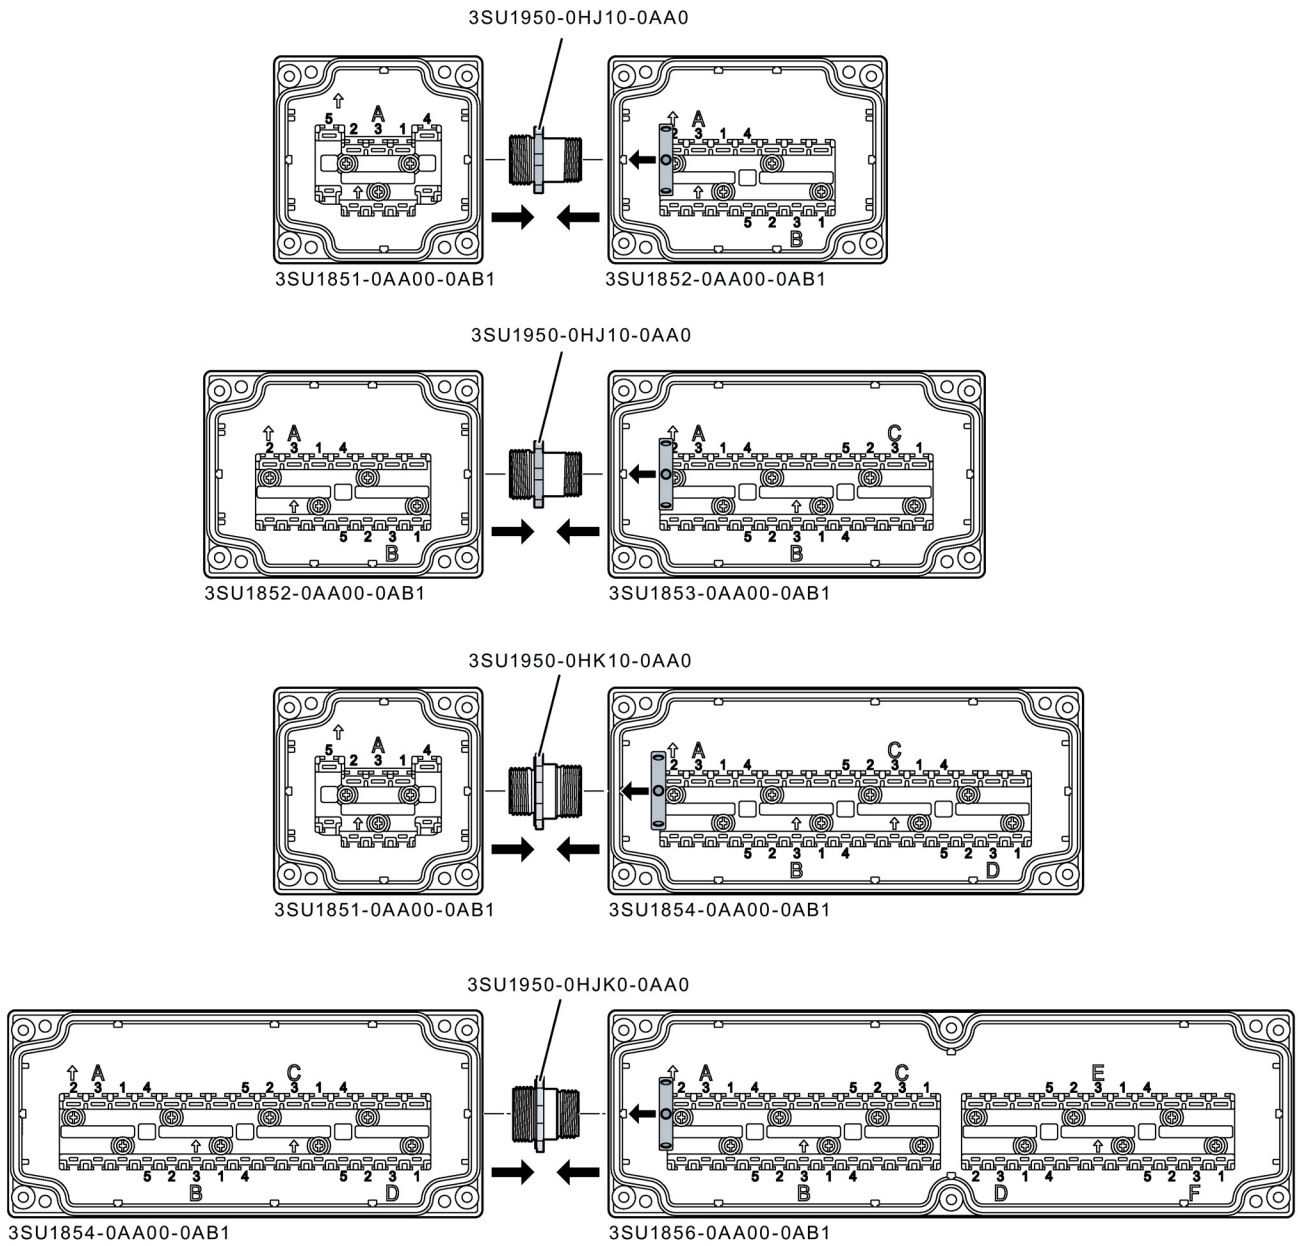 3SU1950-0HJ10-0AA0
A
5 2 3 1 4
A
2 3 1 4
5 2 3 1
B
3SU1851-0AA00-0AB1 3SU1852-0AA00-0AB1
3SU1950-0HJ10-0AA0
A
2 3 1 4
5 2 3 1
B
A C
2 3 1 4 5 2 3 1
5 2 3 1 4
B
3SU1852-0AA00-0AB1 3SU1853-0AA00-0AB1
3SU1950-0HK10-0AA0
A
5 2 3 1 4
A C
2 3 1 4 5 2 3 1 4
5 2 3 1 4 5 2 3 1
B D
3SU1851-0AA00-0AB1 3SU1854-0AA00-0AB1
3SU1950-0HJK0-0AA0
A C
2 3 1 4 5 2 3 1 4
5 2 3 1 4 5 2 3 1
B D
A C E
2 3 1 4 5 2 3 1 5 2 3 1 4
5 2 3 1 4 2 3 1 4 5 2 3 1
B D F
3SU1854-0AA00-0AB1 3SU1856-0AA00-0AB1